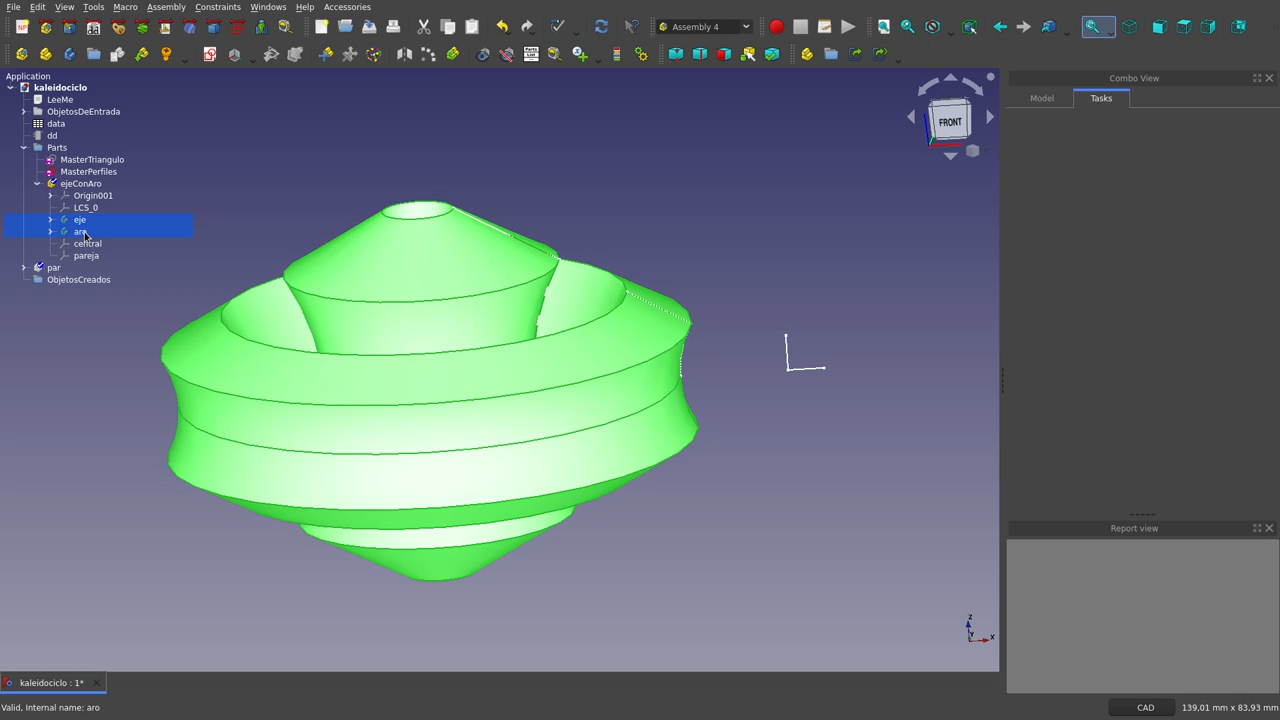 File Edit View Tools Macro Assembly Constraints Windows Help Accessories
Assembly 4
Application
kaleidociclo
LeeMe
ObjetosDeEntrada
data
dd
Parts
MasterTriangulo
MasterPerfiles
ejeConAro
Origin001
LCS_0
eje
aro
central
pareja
par
ObjetosCreados
FRONT
Z
Y
X
Combo View
Model Tasks
Report view
kaleidociclo : 1*
Valid, Internal name: aro
CAD 139,01 mm x 83,93 mm